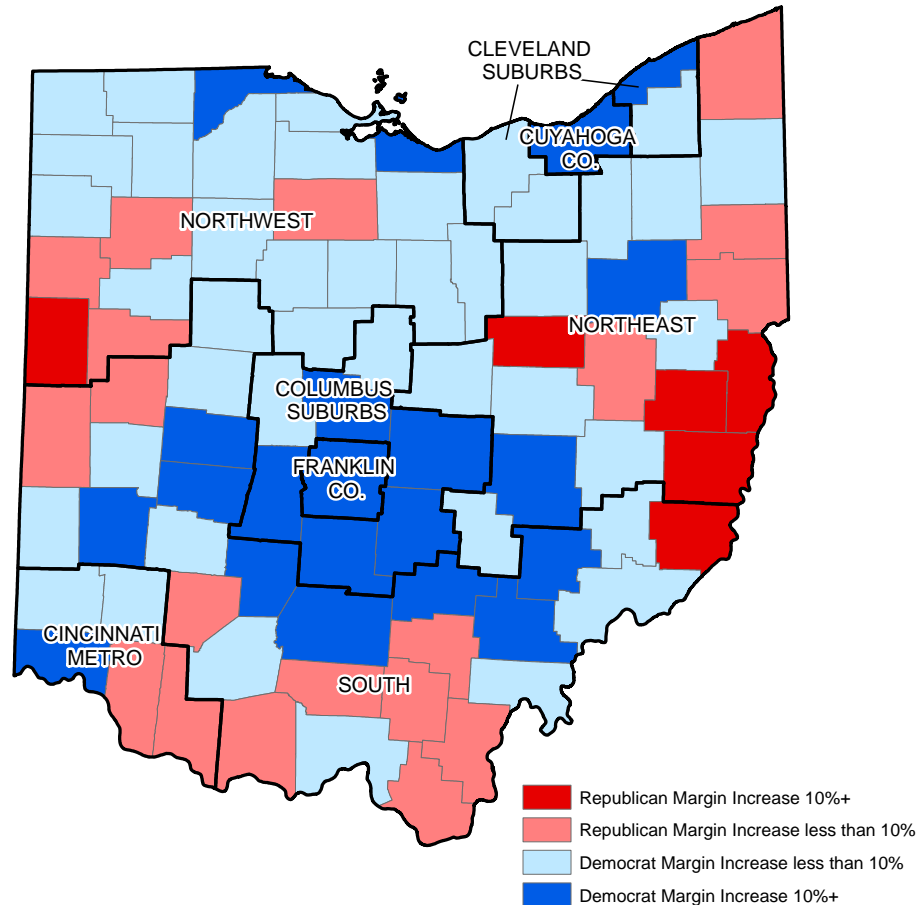 CLEVELAND
SUBURBS
CUYAHOGA
CO.
NORTHWEST
NORTHEAST
COLUMBUS
SUBURBS
FRANKLIN
CO.
CINCINNATI
METRO
SOUTH
Republican Margin Increase 10%+
Republican Margin Increase less than 10%
Democrat Margin Increase less than 10%
Democrat Margin Increase 10%+